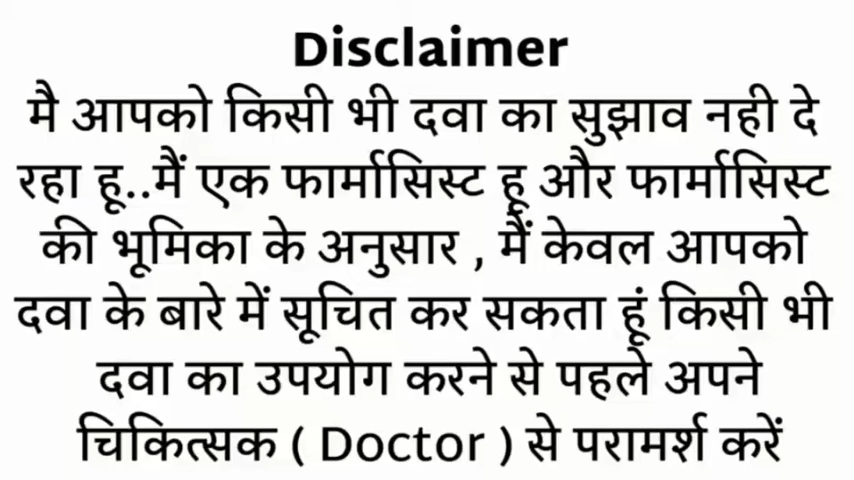 Disclaimer
मै आपको किसी भी दवा का सुझाव नही दे
रहा हू..मैं एक फार्मासिस्ट हू और फार्मासिस्ट
की भूमिका के अनुसार , मैं केवल आपको
दवा के बारे में सूचित कर सकता हूं किसी भी
दवा का उपयोग करने से पहले अपने
चिकित्सक ( Doctor ) से परामर्श करें